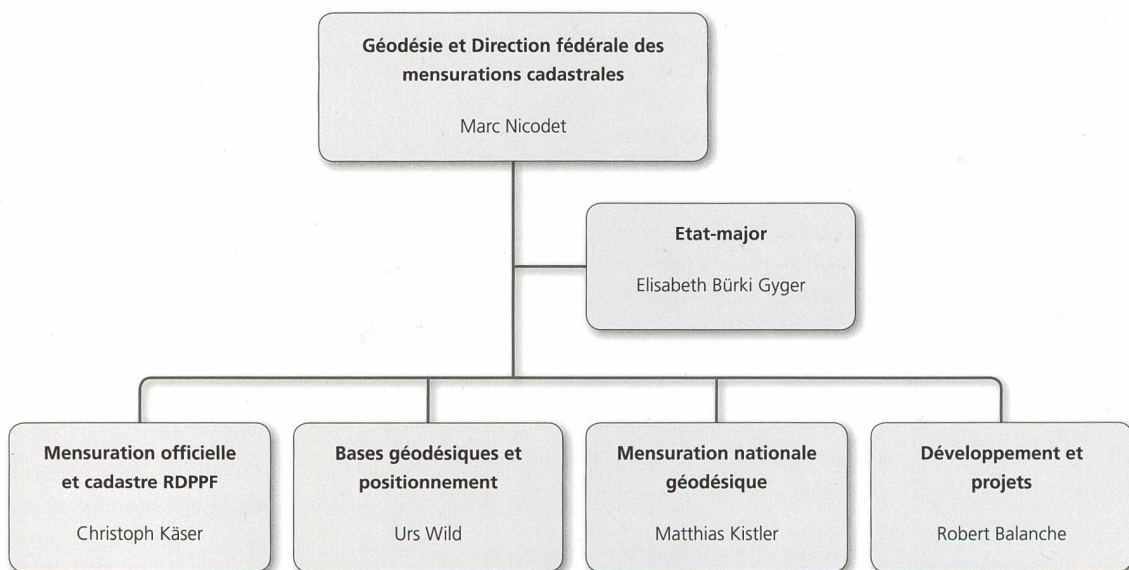 Géodésie et Direction fédérale des
mensurations cadastrales
Marc Nicodet
Etat-major
Elisabeth Bürki Gyger
Mensuration officielle
et cadastre RDPPF
Christoph Käser
Bases géodésiques et
positionnement
Urs Wild
Mensuration nationale
géodésique
Matthias Kistler
Développement et
projets
Robert Balanche